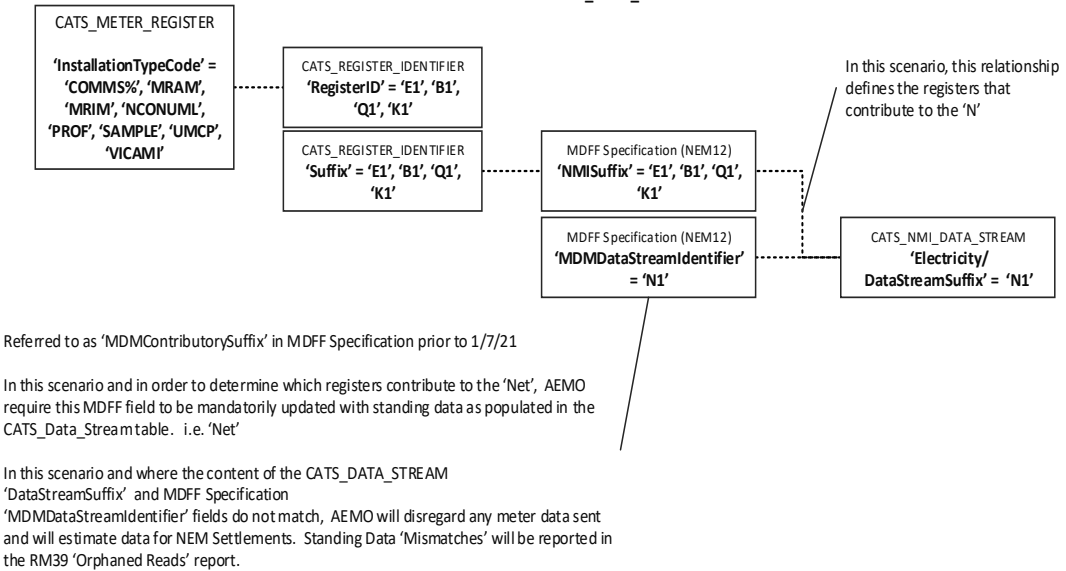 CATS_METER_REGISTER
‘InstallationTypeCode’ =
‘COMMS%’, ‘MRAM’,
‘MRIM’, ‘NCONUML’,
‘PROF’, ‘SAMPLE’, ‘UMCP’,
‘VICAMI’
CATS_REGISTER_IDENTIFIER
‘RegisterID’ = ‘E1’, ‘B1’,
‘Q1’, ‘K1’
CATS_REGISTER_IDENTIFIER
‘Suffix’ = ‘E1’, ‘B1’, ‘Q1’,
‘K1’
MDFF Specification (NEM12)
‘NMISuffix’ = ‘E1’, ‘B1’, ‘Q1’,
‘K1’
MDFF Specification (NEM12)
‘MDMDataStreamIdentifier’
= ‘N1’
In this scenario, this relationship
defines the registers that
contribute to the ‘N’
CATS_NMI_DATA_STREAM
‘Electricity/
DataStreamSuffix’ = ‘N1’
Referred to as ‘MDMContributorySuffix’ in MDFF Specification prior to 1/7/21
In this scenario and in order to determine which registers contribute to the ‘Net’, AEMO
require this MDFF field to be mandatorily updated with standing data as populated in the
CATS_Data_Stream table. i.e. ‘Net’
In this scenario and where the content of the CATS_DATA_STREAM
‘DataStreamSuffix’ and MDFF Specification
‘MDMDataStreamIdentifier’ fields do not match, AEMO will disregard any meter data sent
and will estimate data for NEM Settlements. Standing Data ‘Mismatches’ will be reported in
the RM39 ‘Orphaned Reads’ report.